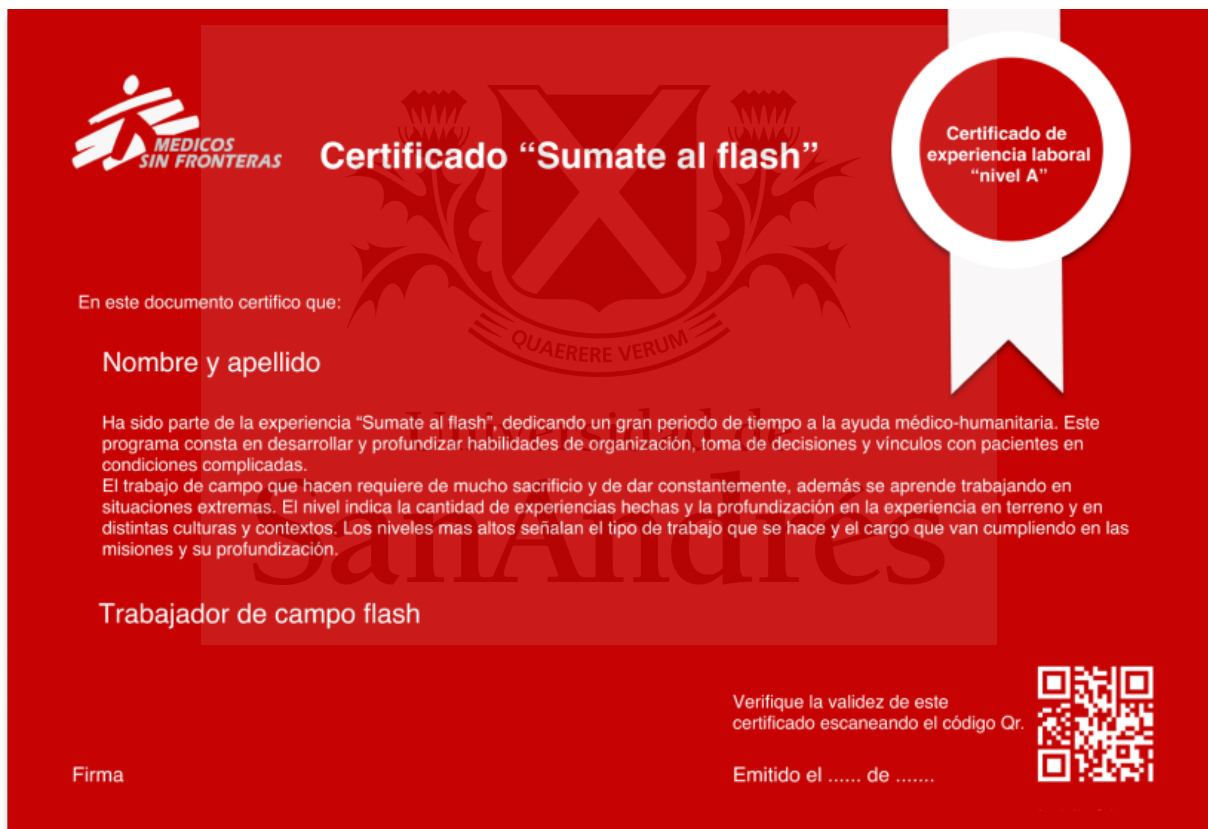 MEDICOS
SIN FRONTERAS
Certificado “Sumate al flash”
Certificado de
experiencia laboral
“nivel A”
En este documento certifico que:
QUAERERE VERUM
Nombre y apellido
Ha sido parte de la experiencia “Sumate al flash”, dedicando un gran periodo de tiempo a la ayuda médico-humanitaria. Este
programa consta en desarrollar y profundizar habilidades de organización, toma de decisiones y vínculos con pacientes en
condiciones complicadas.
El trabajo de campo que hacen requiere de mucho sacrificio y de dar constantemente, además se aprende trabajando en
situaciones extremas. El nivel indica la cantidad de experiencias hechas y la profundización en la experiencia en terreno y en
distintas culturas y contextos. Los niveles mas altos señalan el tipo de trabajo que se hace y el cargo que van cumpliendo en las
misiones y su profundización.
Universidad de
SanAndrés
Trabajador de campo flash
Verifique la validez de este
certificado escaneando el código Qr.
Firma
Emitido el ...... de .......